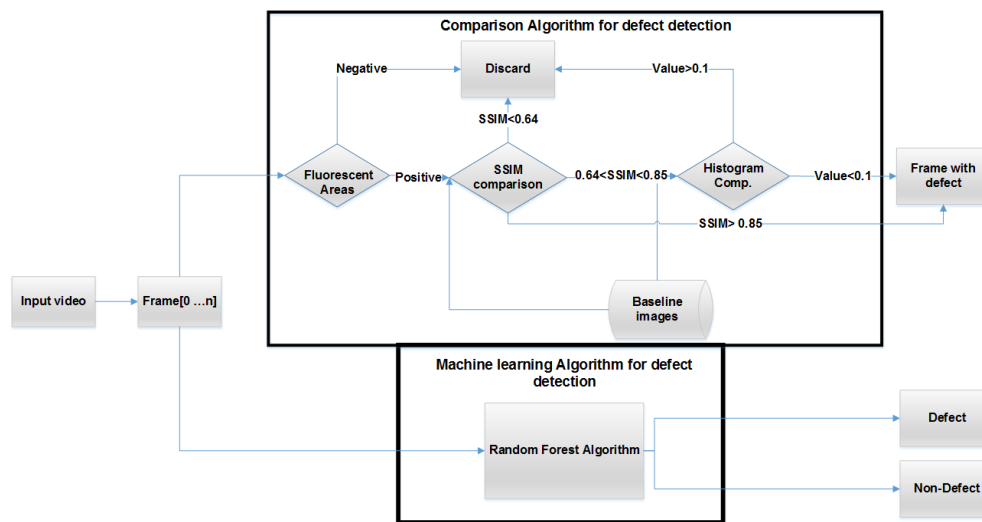 Comparison Algorithm for defect detection
Negative
Discard
Value>0.1
SSIM<0.64
Fluorescent
Areas
Positive
SSIM
comparison
0.64<SSIM<0.85
Histogram
Comp.
Value<0.1
Frame with
defect
SSIM> 0.85
Input video
Frame[0 ...n]
Baseline
images
Machine learning Algorithm for defect
detection
Random Forest Algorithm
Defect
Non-Defect